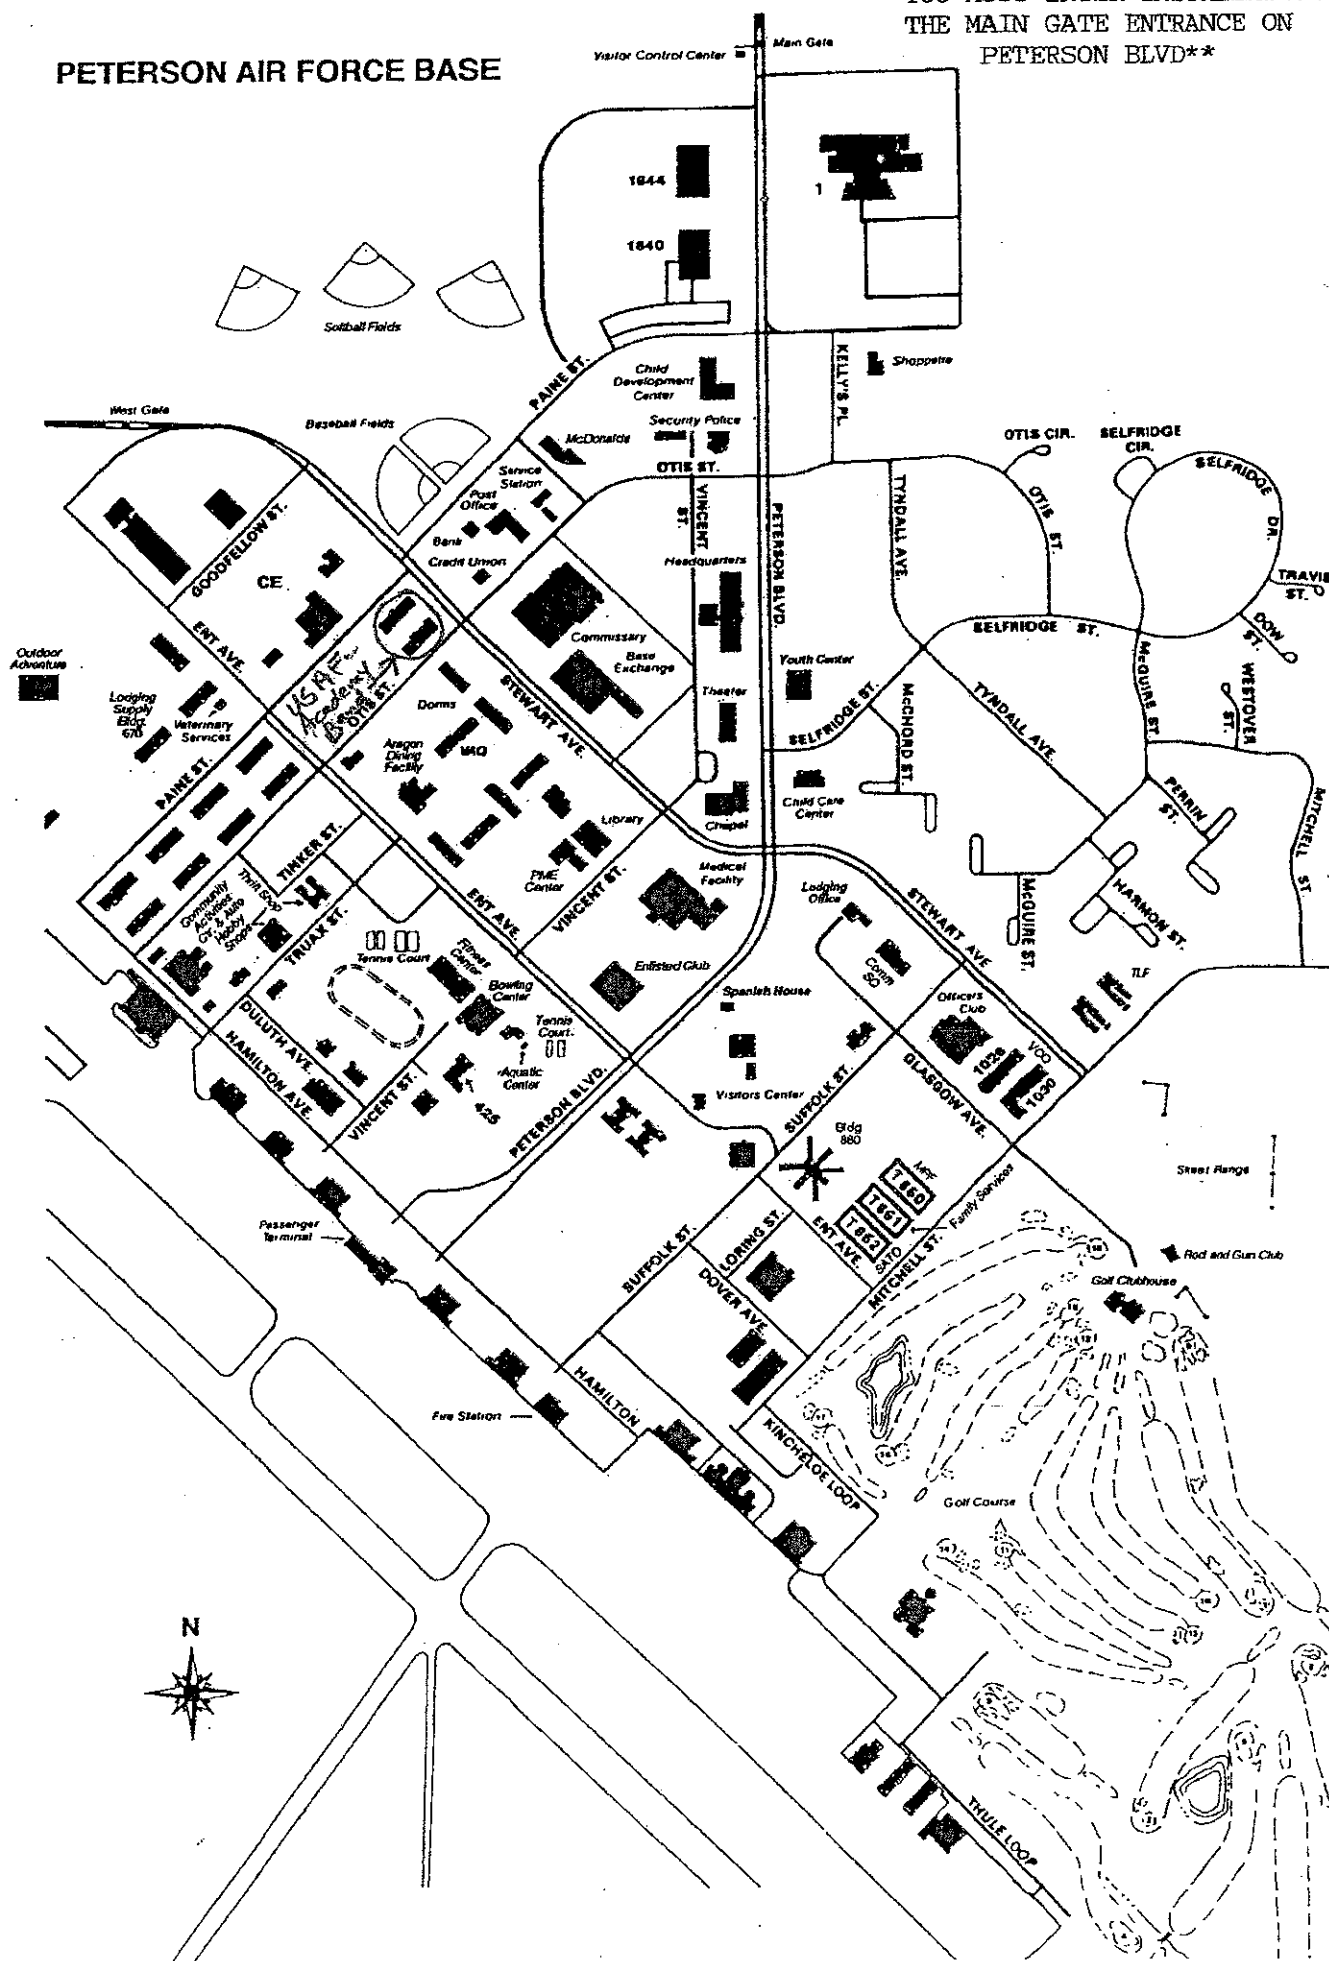 THE MAIN GATE ENTRANCE ON
PETERSON BLVD**
PETERSON AIR FORCE BASE
Visitor Control Center
Main Gate
1844
1
1840
Softball Fields
PAINE ST.
Child
Development
Center
KELLY'S PL.
Shoppette
West Gate
Baseball Fields
McDonalds
Security Police
OTIS ST.
OTIS CIR.
SELFRIDGE
CIR.
SELFRIDGE
DR.
Service
Station
Post
Office
Bank
Credit Union
VINCENT
ST.
PETERSON BLVD.
TYNDALL AVE.
OTIS ST.
GOODFELLOW ST.
CE
Headquarters
TRAVIS
ST.
DOW
ST.
SELFRIDGE ST.
Commissary
Base
Exchange
ENT AVE.
Outdoor
Adventure
Youth Center
McGUIRE ST.
WESTOVER
ST.
USAF
Academy
Band
OTIS ST.
Lodging
Supply
Bldg.
670
Veterinary
Services
Dorms
STEWART AVE.
Theater
SELFRIDGE ST.
McCHORD ST.
TYNDALL AVE.
VAQ
Aragon
Dining
Facility
PAINE ST.
Child Care
Center
PERRIN
ST.
MITCHELL
ST.
Chapel
Library
TINKER ST.
PME
Center
VINCENT ST.
Medical
Facility
Thrift Shop
Community
Activities
Ctr. & Auto
Hobby
Shops
TRUAX ST.
ENT AVE.
Lodging
Office
STEWART AVE
McGUIRE ST.
HARMON ST.
Tennis Court
Fitness
Center
Enlisted Club
Comm
SQ
TLF
Bowling
Center
Spanish House
Officers
Club
DULUTH AVE.
HAMILTON AVE.
Tennis
Court
Aquatic
Center
VOQ
1026
1030
VINCENT ST.
425
PETERSON BLVD.
Visitors Center
SUFFOLK ST.
GLASGOW AVE.
Bldg
880
MPF
T 860
T 861
T 862
Family Services
SATO
Skeet Range
Passenger
Terminal
SUFFOLK ST.
LORING ST.
ENT AVE.
MITCHELL ST.
DOVER AVE.
Rod and Gun Club
Golf Clubhouse
HAMILTON
Fire Station
KINCHELOE LOOP
Golf Course
N
THULE LOOP